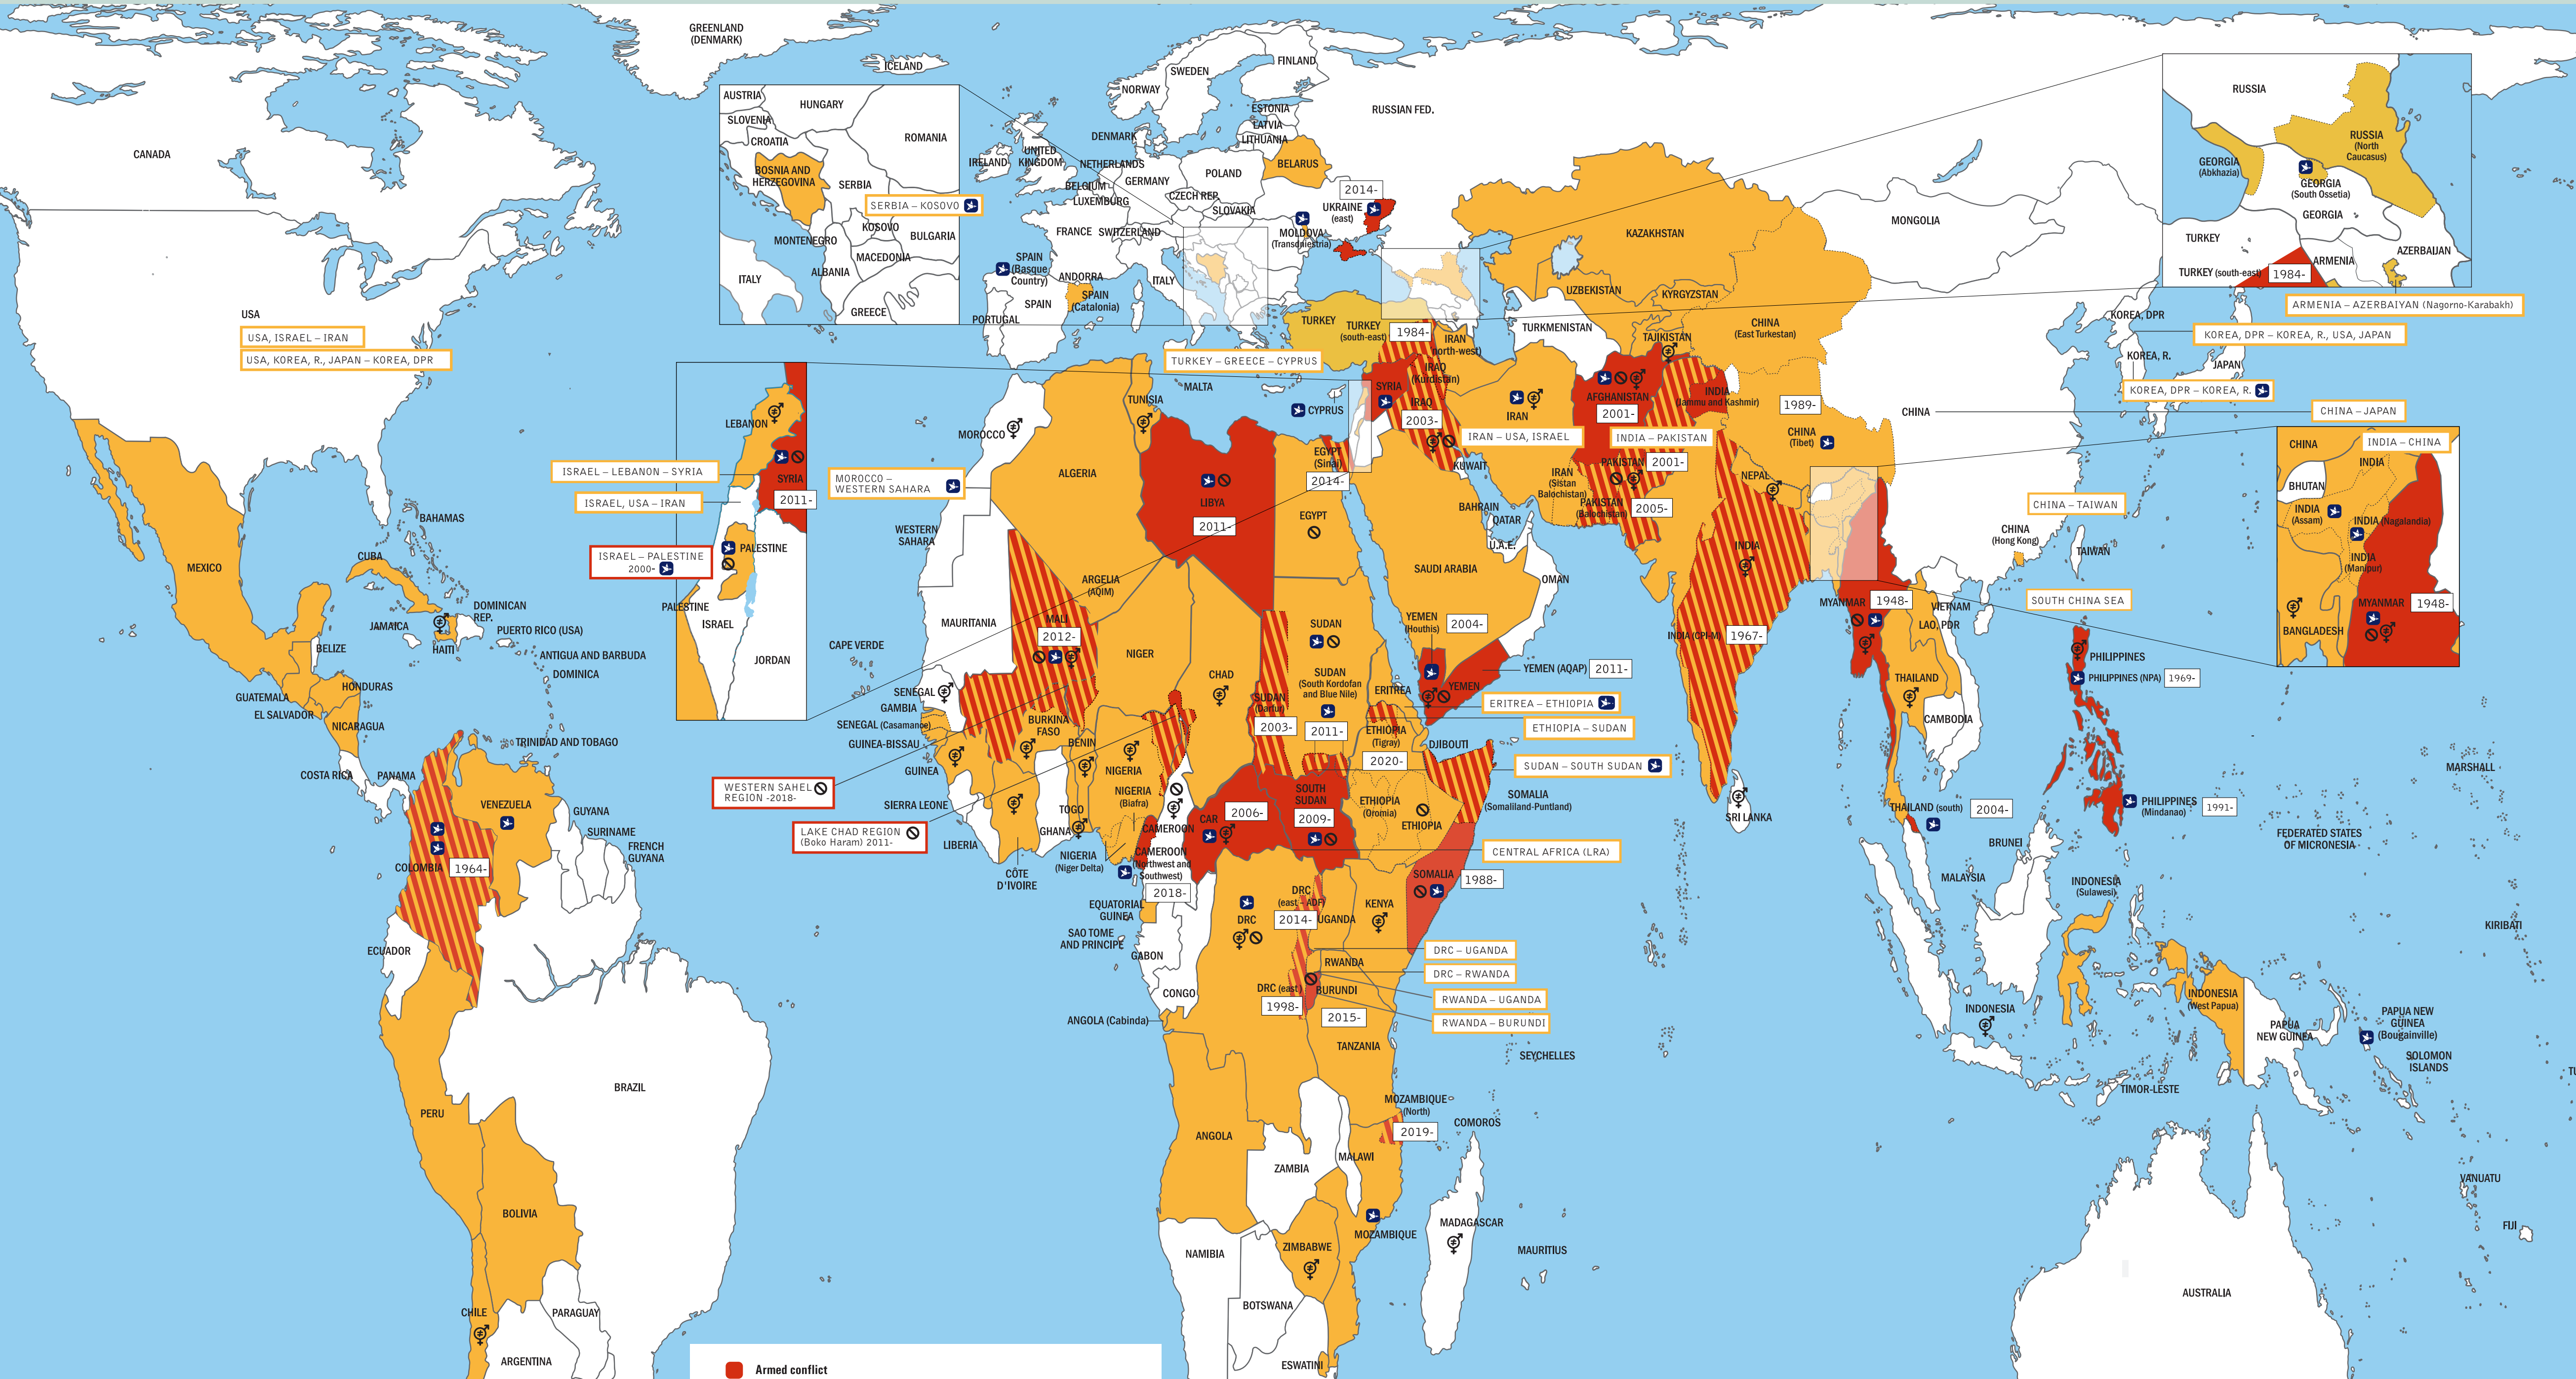 GREENLAND
(DENMARK)
ICELAND
CANADA
USA
USA, ISRAEL – IRAN
USA, KOREA, R., JAPAN – KOREA, DPR
MEXICO
BAHAMAS
CUBA
JAMAICA
HAITI
DOMINICAN
REP.
PUERTO RICO (USA)
ANTIGUA AND BARBUDA
DOMINICA
BELIZE
GUATEMALA
HONDURAS
EL SALVADOR
NICARAGUA
COSTA RICA
PANAMA
TRINIDAD AND TOBAGO
VENEZUELA
GUYANA
SURINAME
FRENCH
GUYANA
COLOMBIA
1964-
ECUADOR
PERU
BRAZIL
BOLIVIA
CHILE
PARAGUAY
ARGENTINA
AUSTRIA
HUNGARY
SLOVENIA
CROATIA
ROMANIA
BOSNIA AND
HERZEGOVINA
SERBIA
SERBIA – KOSOVO
KOSOVO
MONTENEGRO
BULGARIA
MACEDONIA
ALBANIA
ITALY
GREECE
SWEDEN
FINLAND
NORWAY
ESTONIA
LATVIA
LITHUANIA
DENMARK
UNITED
KINGDOM
IRELAND
NETHERLANDS
BELARUS
POLAND
GERMANY
BELGIUM
LUXEMBURG
CZECH REP.
SLOVAKIA
FRANCE
SWITZERLAND
2014-
UKRAINE
(east)
MOLDOVA
(Transdniestria)
SPAIN
(Basque
Country)
ANDORRA
ITALY
SPAIN
(Catalonia)
SPAIN
PORTUGAL
RUSSIAN FED.
KAZAKHSTAN
MONGOLIA
UZBEKISTAN
KYRGYZSTAN
TURKMENISTAN
TAJIKISTAN
CHINA
(East Turkestan)
TURKEY
TURKEY
(south-east)
1984-
IRAN
(north-west)
TURKEY – GREECE – CYPRUS
RUSSIA
RUSSIA
(North
Caucasus)
GEORGIA
(Abkhazia)
GEORGIA
(South Ossetia)
GEORGIA
TURKEY
AZERBAIJAN
ARMENIA
TURKEY (south-east)
1984-
ARMENIA – AZERBAIYAN (Nagorno-Karabakh)
KOREA, DPR
KOREA, DPR – KOREA, R., USA, JAPAN
KOREA, R.
JAPAN
KOREA, DPR – KOREA, R.
CHINA
CHINA – JAPAN
CHINA
INDIA – CHINA
INDIA
BHUTAN
INDIA
(Assam)
INDIA (Nagalandia)
INDIA
(Manipur)
MYANMAR
1948-
BANGLADESH
LEBANON
ISRAEL – LEBANON – SYRIA
SYRIA
2011-
ISRAEL, USA – IRAN
ISRAEL – PALESTINE
2000-
PALESTINE
PALESTINE
ISRAEL
JORDAN
MALTA
TUNISIA
CYPRUS
SYRIA
IRAQ
(Kurdistán)
IRAQ
2003-
IRAN
IRAN – USA, ISRAEL
KUWAIT
AFGHANISTAN
2001-
INDIA
(Jammu and Kashmir)
1989-
INDIA – PAKISTAN
CHINA
(Tibet)
PAKISTAN
2001-
IRAN
(Sistan
Balochistan)
PAKISTAN
(Balochistan)
2005-
NEPAL
BAHRAIN
QATAR
U.A.E.
SAUDI ARABIA
OMAN
MOROCCO
MOROCCO –
WESTERN SAHARA
WESTERN
SAHARA
ALGERIA
ARGELIA
(AQIM)
LIBYA
2011-
EGYPT
(Sinai)
2014-
EGYPT
MAURITANIA
MALI
2012-
NIGER
CHAD
SUDAN
SUDAN
(South Kordofan
and Blue Nile)
2011-
SUDAN
(Darfur)
2003-
ERITREA
YEMEN
(Houthis)
2004-
YEMEN
YEMEN (AQAP)
2011-
ERITREA – ETHIOPIA
ETHIOPIA – SUDAN
ETHIOPIA
(Tigray)
2020-
DJIBOUTI
SUDAN – SOUTH SUDAN
SOMALIA
(Somaliland-Puntland)
CENTRAL AFRICA (LRA)
CAPE VERDE
SENEGAL
GAMBIA
SENEGAL (Casamance)
GUINEA-BISSAU
GUINEA
SIERRA LEONE
LIBERIA
WESTERN SAHEL
REGION -2018-
LAKE CHAD REGION
(Boko Haram) 2011-
BURKINA
FASO
BENIN
NIGERIA
NIGERIA
(Biafra)
TOGO
GHANA
CÔTE
D'IVOIRE
NIGERIA
(Niger Delta)
CAMEROON
CAMEROON
(Northwest and
Southwest)
2018-
CAR
2006-
SOUTH
SUDAN
2009-
ETHIOPIA
(Oromia)
ETHIOPIA
SOMALIA
1988-
EQUATORIAL
GUINEA
SAO TOME
AND PRINCIPE
GABON
CONGO
DRC
DRC
(east – ADF)
2014-
UGANDA
KENYA
DRC – UGANDA
DRC – RWANDA
RWANDA
RWANDA – UGANDA
RWANDA – BURUNDI
DRC (east)
1998-
BURUNDI
2015-
ANGOLA (Cabinda)
TANZANIA
SEYCHELLES
ANGOLA
ZAMBIA
MALAWI
MOZAMBIQUE
(North)
2019-
COMOROS
MOZAMBIQUE
MADAGASCAR
MAURITIUS
ZIMBABWE
NAMIBIA
BOTSWANA
ESWATINI
INDIA
INDIA (CPI-M)
1967-
SRI LANKA
MYANMAR
1948-
VIETNAM
LAO, PDR
THAILAND
CAMBODIA
THAILAND (south)
2004-
CHINA – TAIWAN
CHINA
(Hong Kong)
TAIWAN
SOUTH CHINA SEA
PHILIPPINES
PHILIPPINES (NPA)
1969-
PHILIPPINES
(Mindanao)
1991-
BRUNEI
MALAYSIA
INDONESIA
(Sulawesi)
INDONESIA
INDONESIA
(West Papua)
PAPUA
NEW GUINEA
PAPUA NEW
GUINEA
(Bougainville)
SOLOMON
ISLANDS
TIMOR-LESTE
MARSHALL
FEDERATED STATES
OF MICRONESIA
KIRIBATI
VANUATU
FIJI
AUSTRALIA
Armed conflict